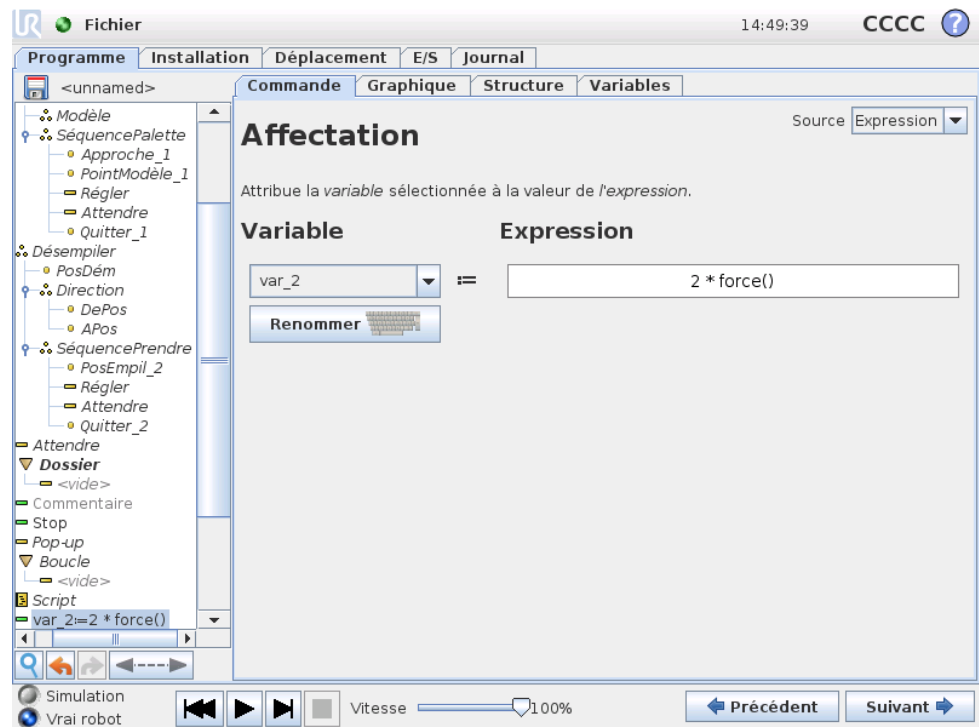 UR Fichier 14:49:39 CCCC ?
Programme Installation Déplacement E/S Journal
<unnamed>
Commande Graphique Structure Variables
Modèle
SéquencePalette
Approche_1
PointModèle_1
Régler
Attendre
Quitter_1
Désempiler
PosDém
Direction
DePos
APos
SéquencePrendre
PosEmpil_2
Régler
Attendre
Quitter_2
Attendre
Dossier
<vide>
Commentaire
Stop
Pop-up
Boucle
<vide>
Script
var_2:=2 * force()
Source Expression
Affectation
Attribue la variable sélectionnée à la valeur de l'expression.
Variable Expression
var_2 := 2 * force()
Renommer
Simulation
Vrai robot
Vitesse 100%
Précédent Suivant